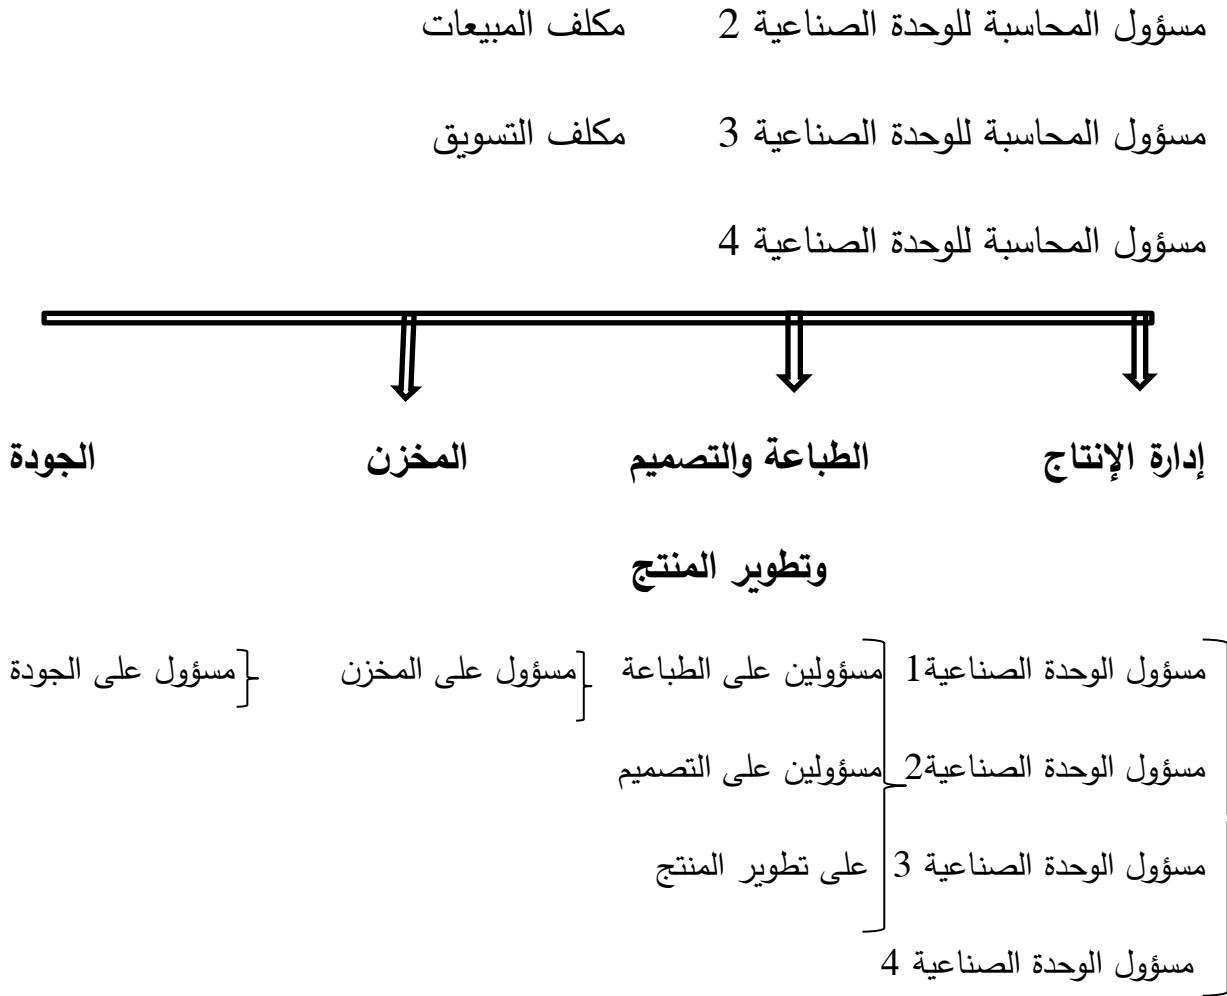 مسؤول المحاسبة للوحدة الصناعية 2 مكلف المبيعات
مسؤول المحاسبة للوحدة الصناعية 3 مكلف التسويق
مسؤول المحاسبة للوحدة الصناعية 4
إدارة الإنتاج الطباعة والتصميم المخزن الجودة
وتطوير المنتج
مسؤول الوحدة الصناعية1 مسؤولين على الطباعة مسؤول على المخزن مسؤول على الجودة
مسؤول الوحدة الصناعية2 مسؤولين على التصميم
مسؤول الوحدة الصناعية 3 على تطوير المنتج
مسؤول الوحدة الصناعية 4